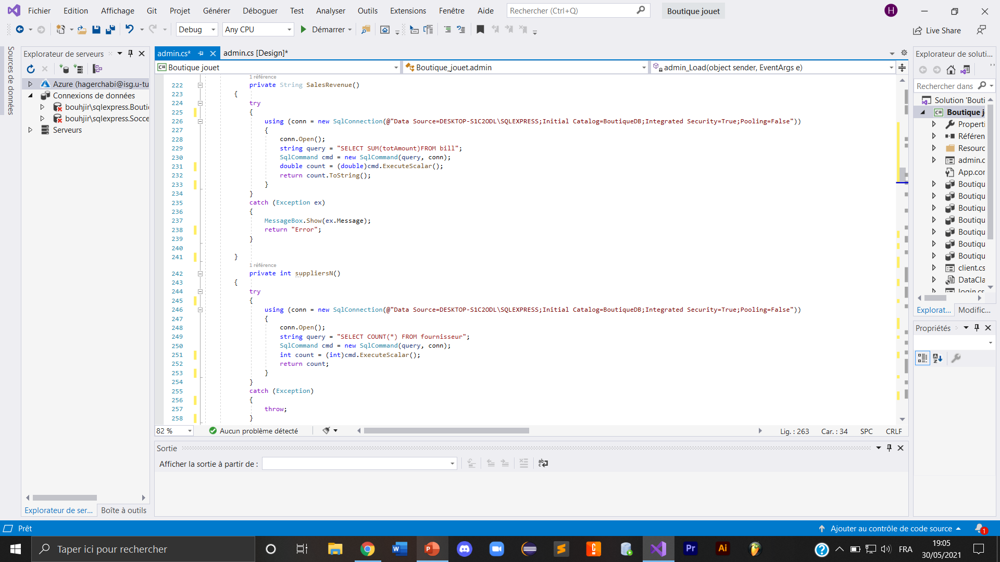 Fichier Edition Affichage Git Projet Générer Déboguer Test Analyser Outils Extensions Fenêtre Aide Rechercher (Ctrl+Q) Boutique jouet H
Debug Any CPU Démarrer Live Share
Sources de données
Explorateur de serveurs
Azure (hagerchabi@isg.u-tu
Connexions de données
bouhjir\sqlexpress.Bouti
bouhjir\sqlexpress.Socce
Serveurs
Explorateur de ser... Boîte à outils
admin.cs* admin.cs [Design]*
C# Boutique jouet Boutique_jouet.admin admin_Load(object sender, EventArgs e)
1 référence
222 private String SalesRevenue()
223 {
224 try
225 {
226 using (conn = new SqlConnection(@"Data Source=DESKTOP-S1C2ODL\SQLEXPRESS;Initial Catalog=BoutiqueDB;Integrated Security=True;Pooling=False"))
227 {
228 conn.Open();
229 string query = "SELECT SUM(totAmount)FROM bill";
230 SqlCommand cmd = new SqlCommand(query, conn);
231 double count = (double)cmd.ExecuteScalar();
232 return count.ToString();
233 }
234 }
235 catch (Exception ex)
236 {
237 MessageBox.Show(ex.Message);
238 return "Error";
239 }
240
241 }
1 référence
242 private int suppliersN()
243 {
244 try
245 {
246 using (conn = new SqlConnection(@"Data Source=DESKTOP-S1C2ODL\SQLEXPRESS;Initial Catalog=BoutiqueDB;Integrated Security=True;Pooling=False"))
247 {
248 conn.Open();
249 string query = "SELECT COUNT(*) FROM fournisseur";
250 SqlCommand cmd = new SqlCommand(query, conn);
251 int count = (int)cmd.ExecuteScalar();
252 return count;
253 }
254 }
255 catch (Exception)
256 {
257 throw;
258 }
82 % Aucun problème détecté Lig. : 263 Car. : 34 SPC CRLF
Sortie
Afficher la sortie à partir de :
Explorateur de soluti...
Rechercher dans
Solution 'Bouti
C# Boutique j
Properti
Référen
Resourc
admin.c
App.cor
Boutiqu
Boutiqu
Boutiqu
Boutiqu
Boutiqu
Boutiqu
Boutiqu
client.cs
DataCla
login.cs
Explorat... Modific...
Propriétés
Prêt Ajouter au contrôle de code source 1
Taper ici pour rechercher FRA 19:05
30/05/2021